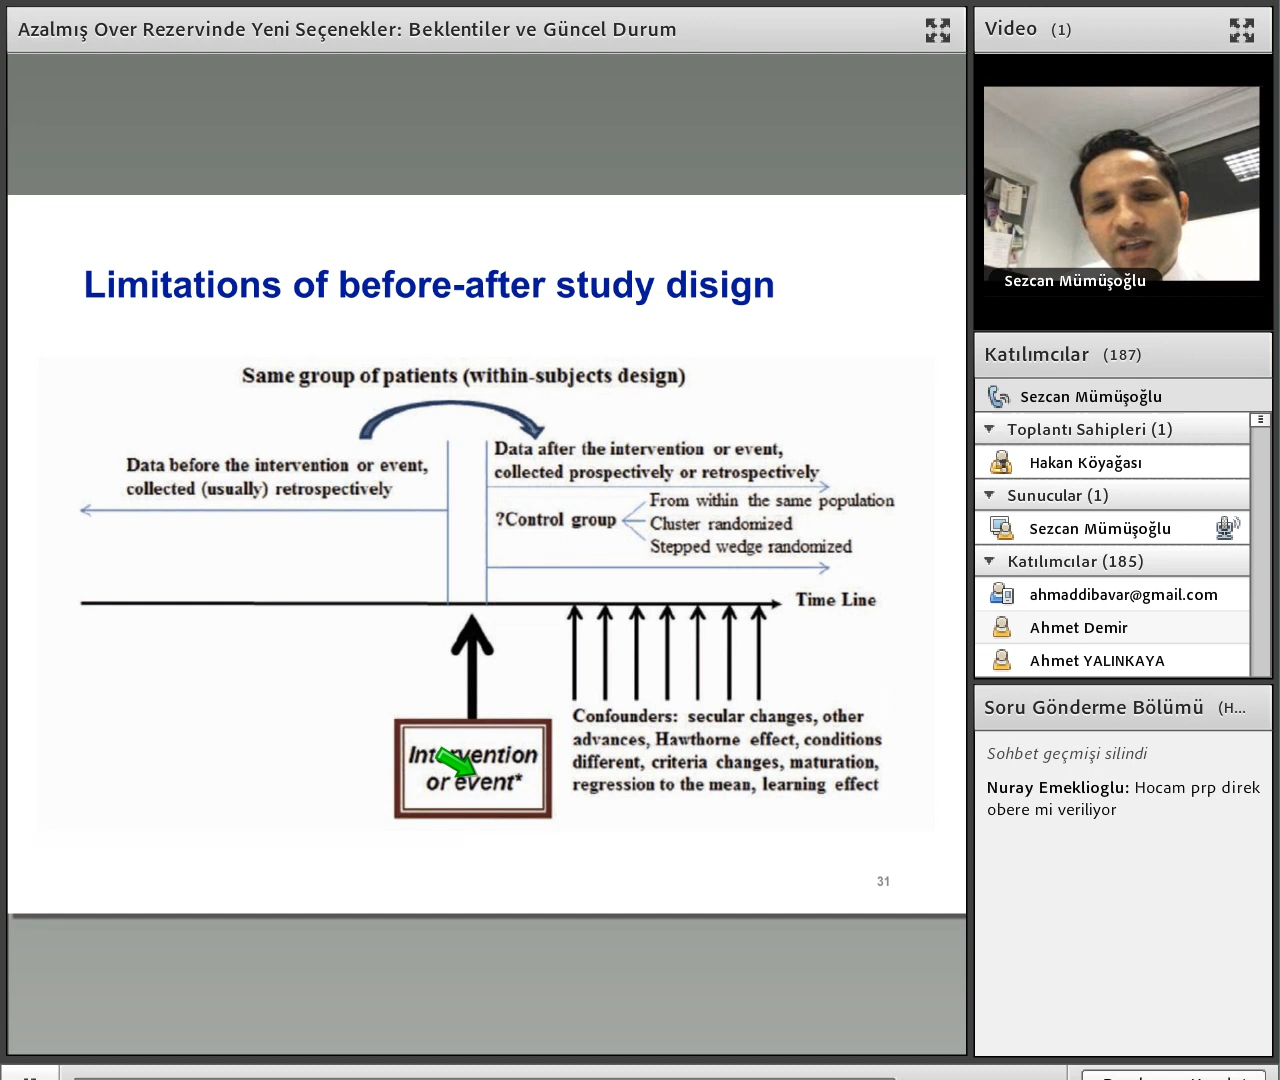 Azalmış Over Rezervinde Yeni Seçenekler: Beklentiler ve Güncel Durum
Limitations of before-after study disign
Same group of patients (within-subjects design)
Data before the intervention or event,
collected (usually) retrospectively
Data after the intervention or event,
collected prospectively or retrospectively
?Control group
From within the same population
Cluster randomized
Stepped wedge randomized
Time Line
Intervention
or event*
Confounders: secular changes, other
advances, Hawthorne effect, conditions
different, criteria changes, maturation,
regression to the mean, learning effect
31
Video (1)
Sezcan Mümüşoğlu
Katılımcılar (187)
Sezcan Mümüşoğlu
Toplantı Sahipleri (1)
Hakan Köyağası
Sunucular (1)
Sezcan Mümüşoğlu
Katılımcılar (185)
ahmaddibavar@gmail.com
Ahmet Demir
Ahmet YALINKAYA
Soru Gönderme Bölümü (H...
Sohbet geçmişi silindi
Nuray Emeklioglu: Hocam prp direk
obere mi veriliyor